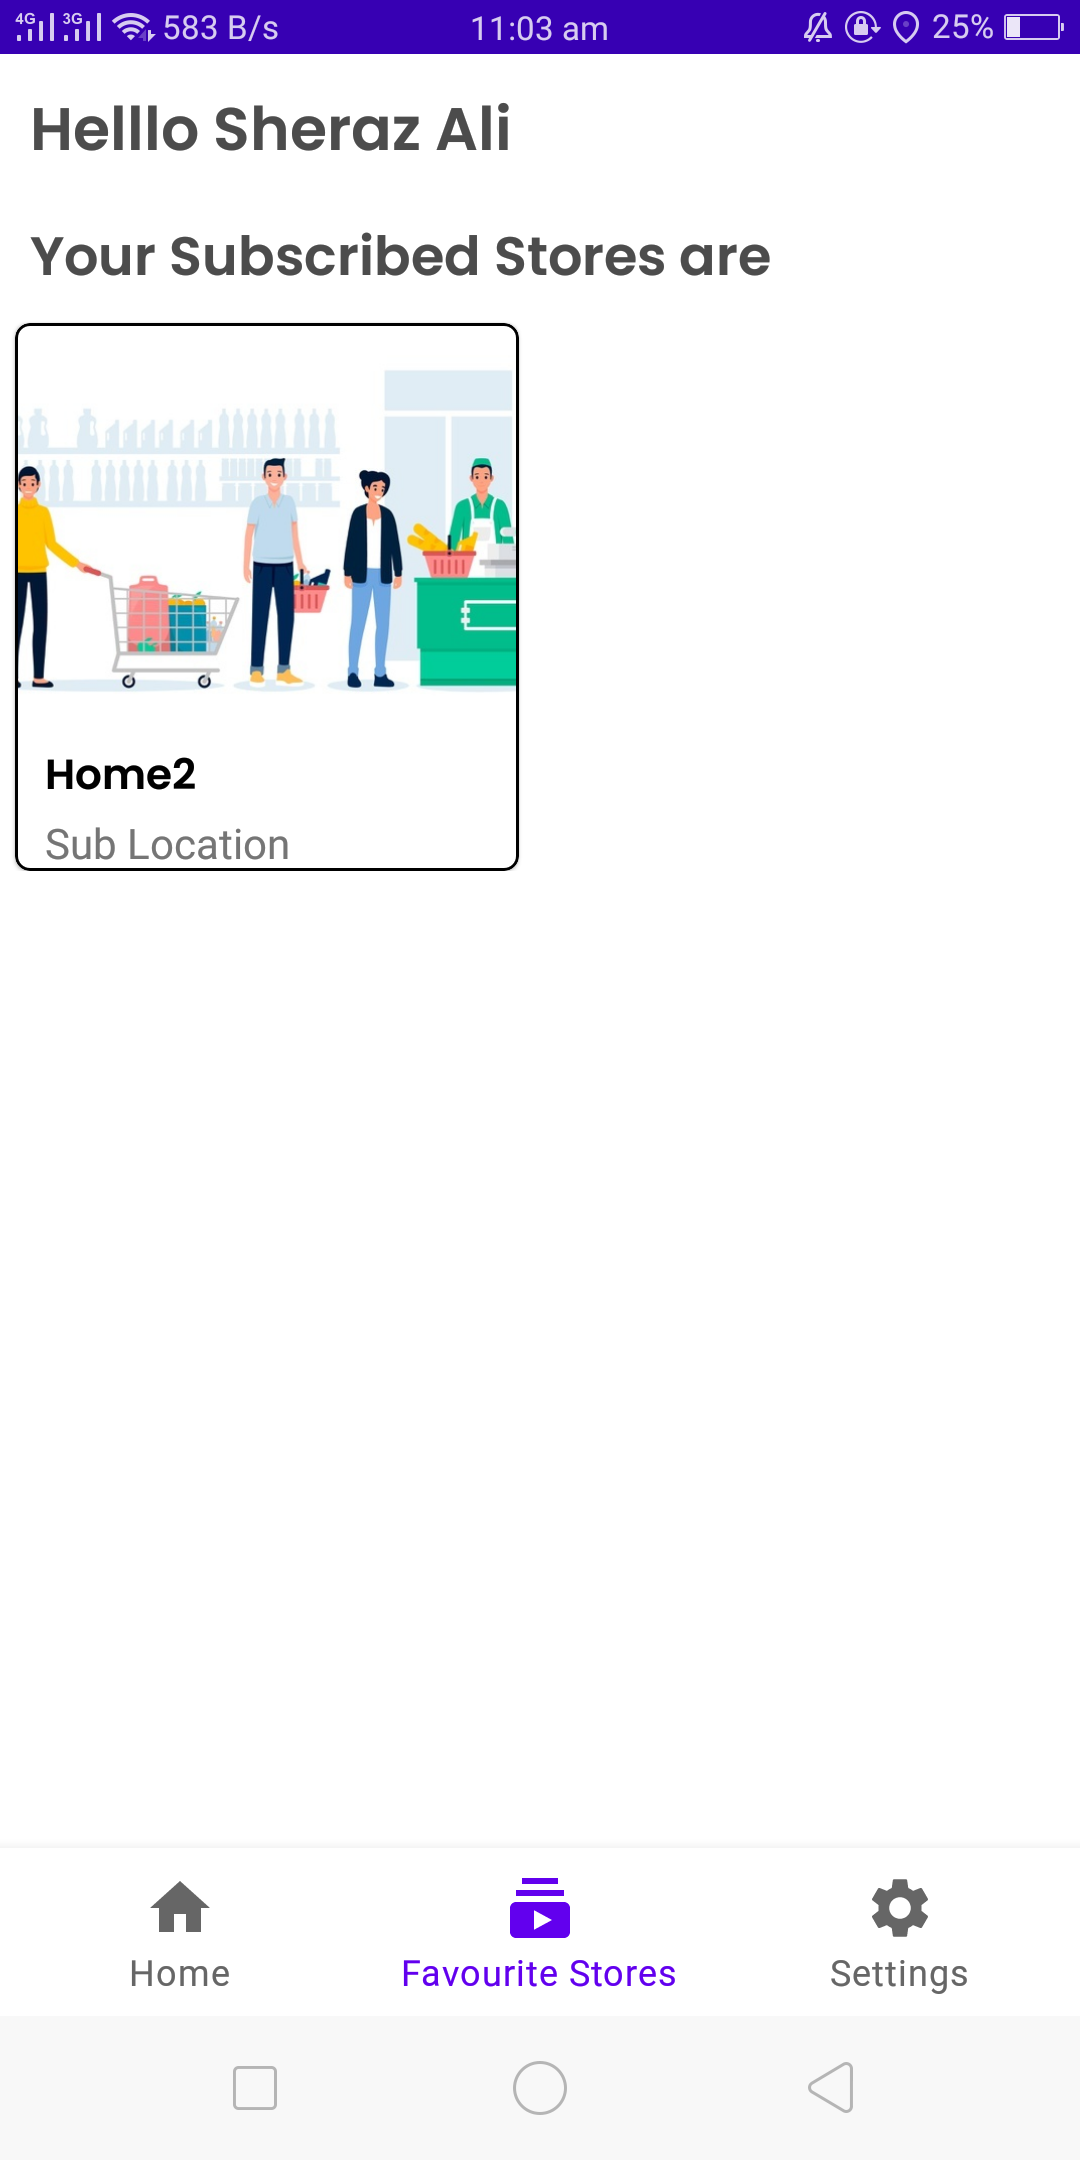 4G 3G 583 B/s 11:03 am 25%
Helllo Sheraz Ali
Your Subscribed Stores are
Home2
Sub Location
Home Favourite Stores Settings